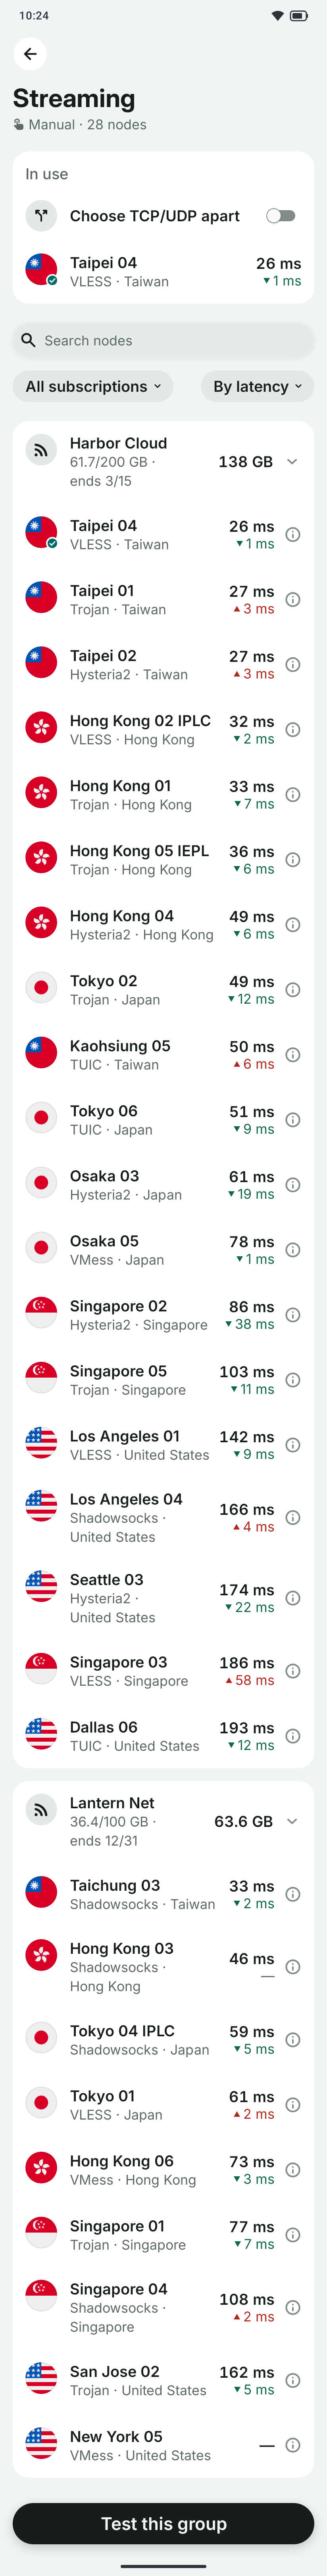 10:24
Streaming
Manual · 28 nodes
In use
Choose TCP/UDP apart
Taipei 04
26 ms
VLESS · Taiwan
▼1 ms
Search nodes
All subscriptions
By latency
Harbor Cloud
61.7/200 GB ·
ends 3/15
138 GB
Taipei 04
26 ms
VLESS · Taiwan
▼1 ms
Taipei 01
27 ms
Trojan · Taiwan
▲3 ms
Taipei 02
27 ms
Hysteria2 · Taiwan
▲3 ms
Hong Kong 02 IPLC
32 ms
VLESS · Hong Kong
▼2 ms
Hong Kong 01
33 ms
Trojan · Hong Kong
▼7 ms
Hong Kong 05 IEPL
36 ms
Trojan · Hong Kong
▼6 ms
Hong Kong 04
49 ms
Hysteria2 · Hong Kong
▼6 ms
Tokyo 02
49 ms
Trojan · Japan
▼12 ms
Kaohsiung 05
50 ms
TUIC · Taiwan
▲6 ms
Tokyo 06
51 ms
TUIC · Japan
▼9 ms
Osaka 03
61 ms
Hysteria2 · Japan
▼19 ms
Osaka 05
78 ms
VMess · Japan
▼1 ms
Singapore 02
86 ms
Hysteria2 · Singapore
▼38 ms
Singapore 05
103 ms
Trojan · Singapore
▼11 ms
Los Angeles 01
142 ms
VLESS · United States
▼9 ms
Los Angeles 04
166 ms
Shadowsocks ·
United States
▲4 ms
Seattle 03
174 ms
Hysteria2 ·
United States
▼22 ms
Singapore 03
186 ms
VLESS · Singapore
▲58 ms
Dallas 06
193 ms
TUIC · United States
▼12 ms
Lantern Net
36.4/100 GB ·
ends 12/31
63.6 GB
Taichung 03
33 ms
Shadowsocks · Taiwan
▼2 ms
Hong Kong 03
46 ms
Shadowsocks ·
Hong Kong
—
Tokyo 04 IPLC
59 ms
Shadowsocks · Japan
▼5 ms
Tokyo 01
61 ms
VLESS · Japan
▲2 ms
Hong Kong 06
73 ms
VMess · Hong Kong
▼3 ms
Singapore 01
77 ms
Trojan · Singapore
▼7 ms
Singapore 04
108 ms
Shadowsocks ·
Singapore
▲2 ms
San Jose 02
162 ms
Trojan · United States
▼5 ms
New York 05
—
VMess · United States
Test this group